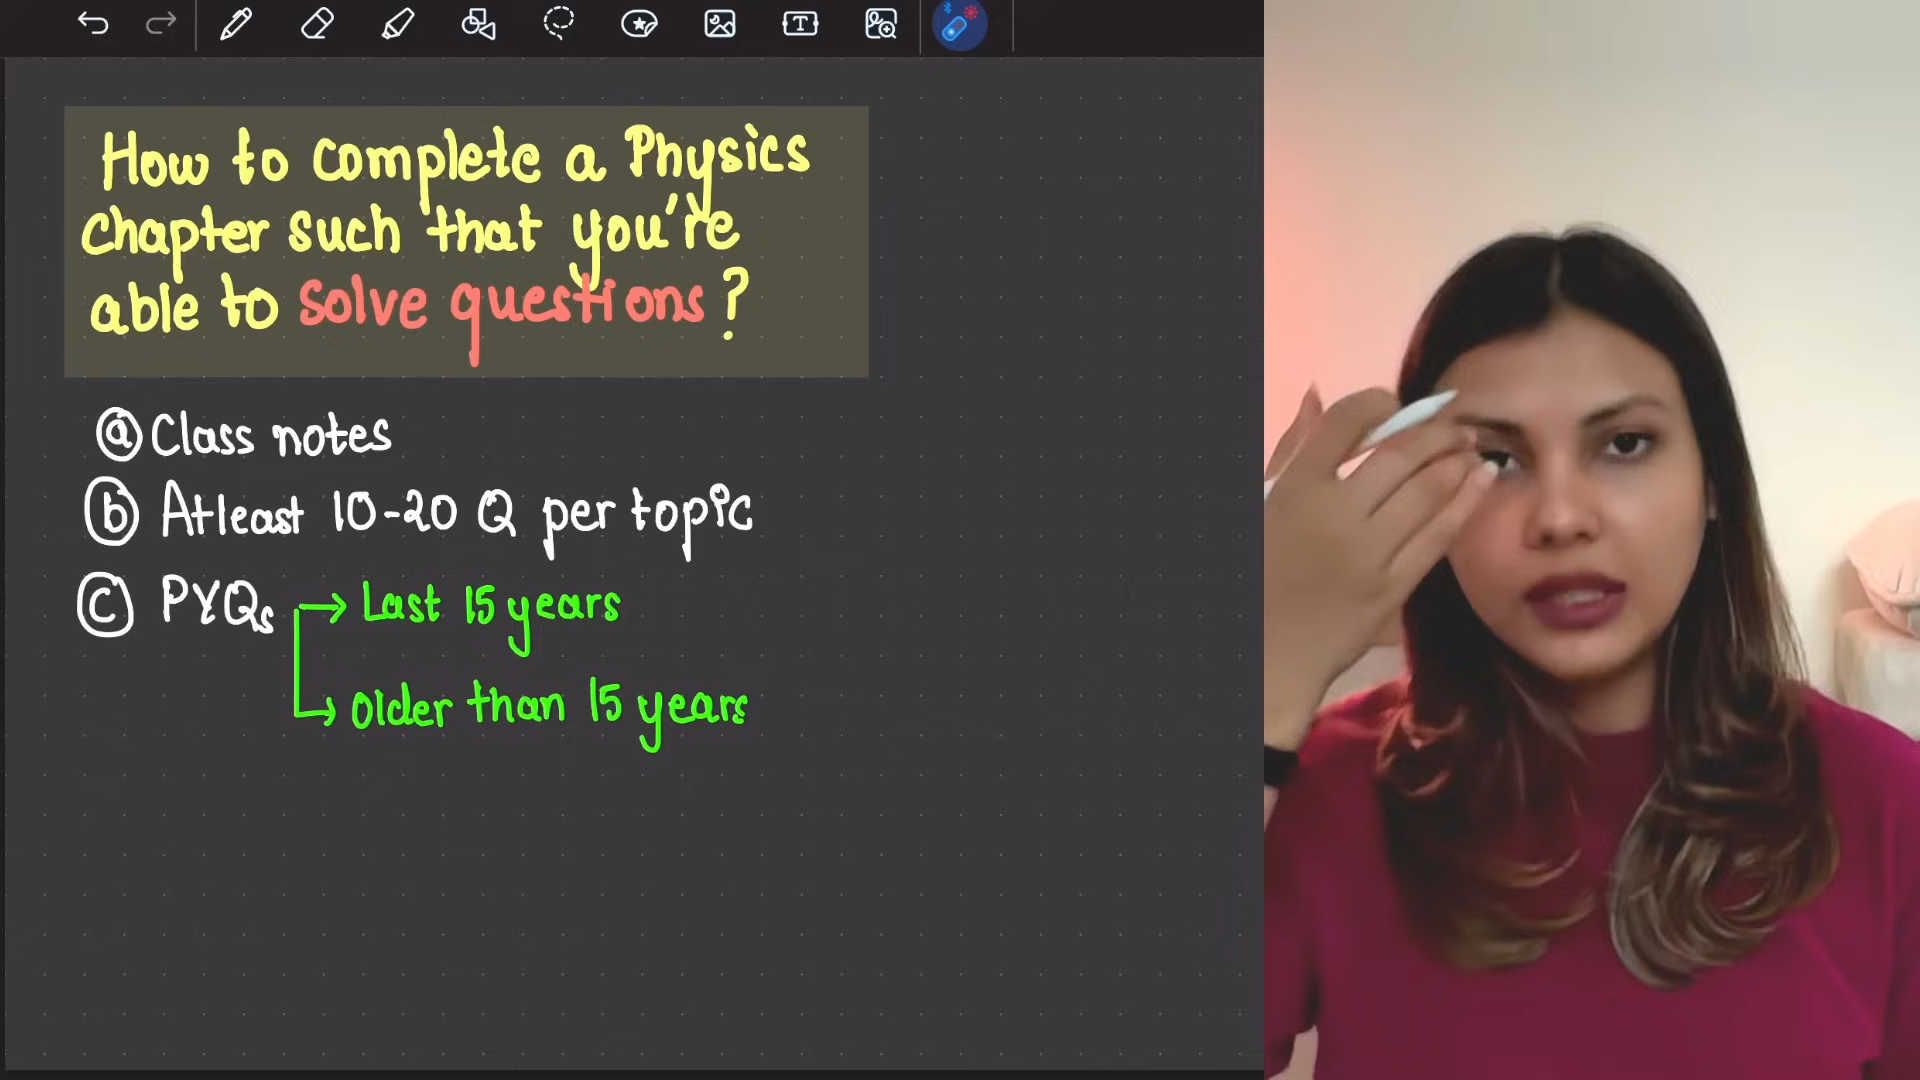 How to complete a Physics
chapter such that you're
able to solve questions?
ⓐ Class notes
ⓑ Atleast 10-20 Q per topic
ⓒ PYQs → Last 15 years
→ Older than 15 years